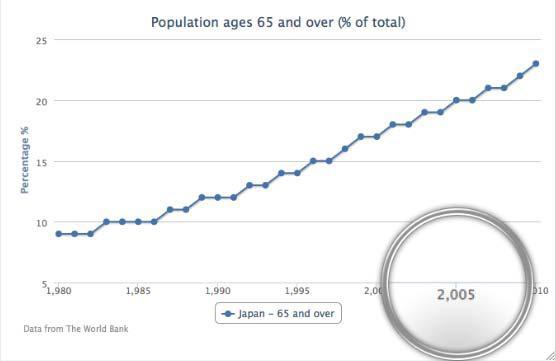 Population ages 65 and over (% of total)
Percentage %
25
20
15
10
5
1,980 1,985 1,990 1,995 2,005 010
Japan - 65 and over
Data from The World Bank